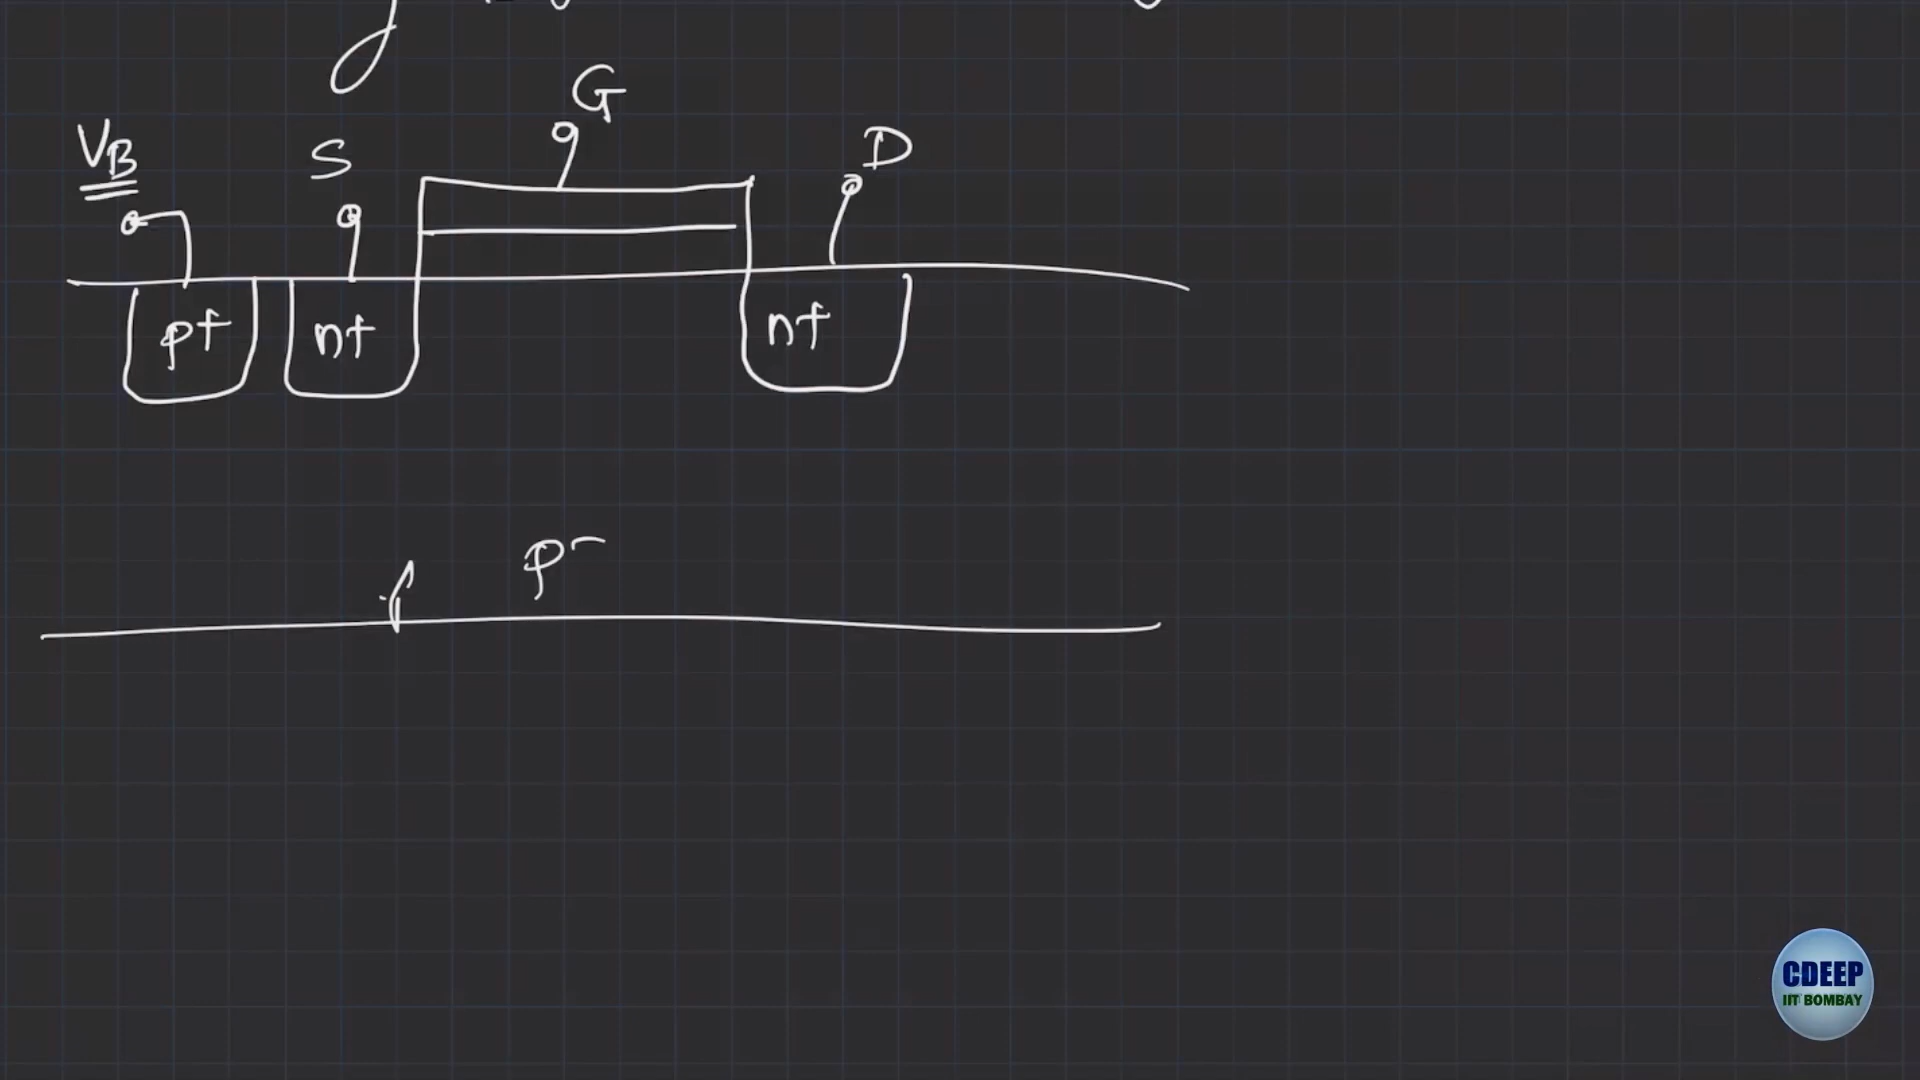 G
V_B S D
p+ n+ n+
p-
CDEEP
IIT BOMBAY